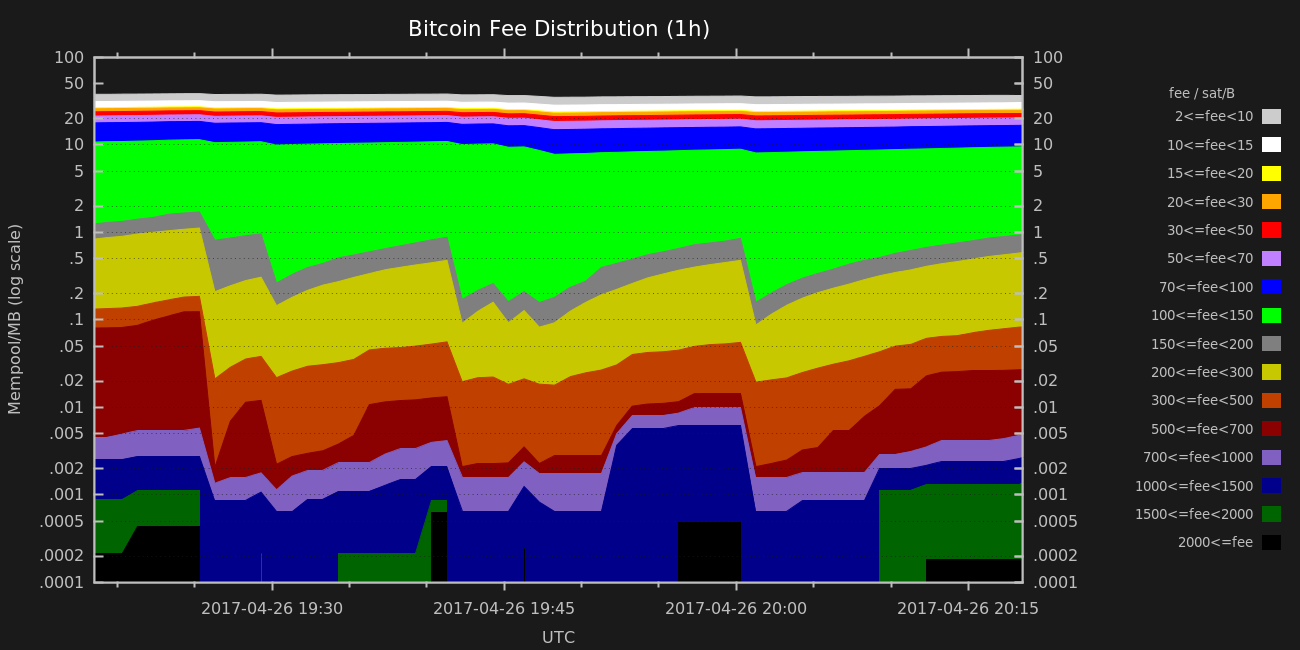 Bitcoin Fee Distribution (1h)
100 100
50 50
20 20
10 10
5 5
2 2
1 1
.5 .5
.2 .2
.1 .1
.05 .05
.02 .02
.01 .01
.005 .005
.002 .002
.001 .001
.0005 .0005
.0002 .0002
.0001 .0001
Mempool/MB (log scale)
2017-04-26 19:30 2017-04-26 19:45 2017-04-26 20:00 2017-04-26 20:15
UTC
fee / sat/B
2<=fee<10
10<=fee<15
15<=fee<20
20<=fee<30
30<=fee<50
50<=fee<70
70<=fee<100
100<=fee<150
150<=fee<200
200<=fee<300
300<=fee<500
500<=fee<700
700<=fee<1000
1000<=fee<1500
1500<=fee<2000
2000<=fee